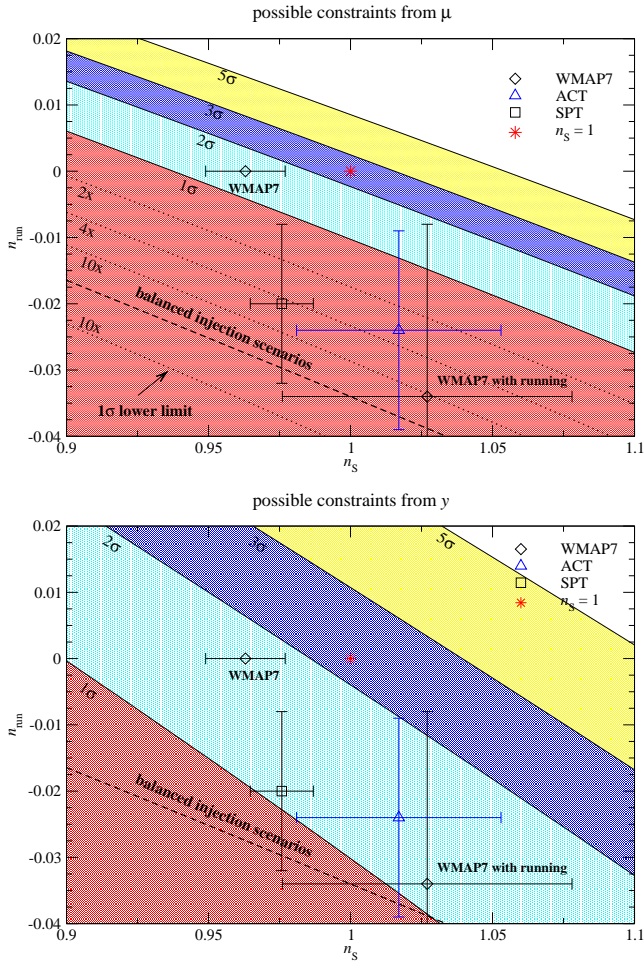 possible constraints from μ
0.02
0.01
0
-0.01
-0.02
-0.03
-0.04
n_run
5σ
3σ
2σ
1σ
2x
4x
10x
10x
WMAP7
ACT
SPT
n_S = 1
WMAP7
balanced injection scenarios
WMAP7 with running
1σ lower limit
0.9
0.95
1
1.05
1.1
n_S
possible constraints from y
0.02
0.01
0
-0.01
-0.02
-0.03
-0.04
n_run
2σ
3σ
5σ
1σ
WMAP7
ACT
SPT
n_S = 1
WMAP7
balanced injection scenarios
WMAP7 with running
0.9
0.95
1
1.05
1.1
n_S